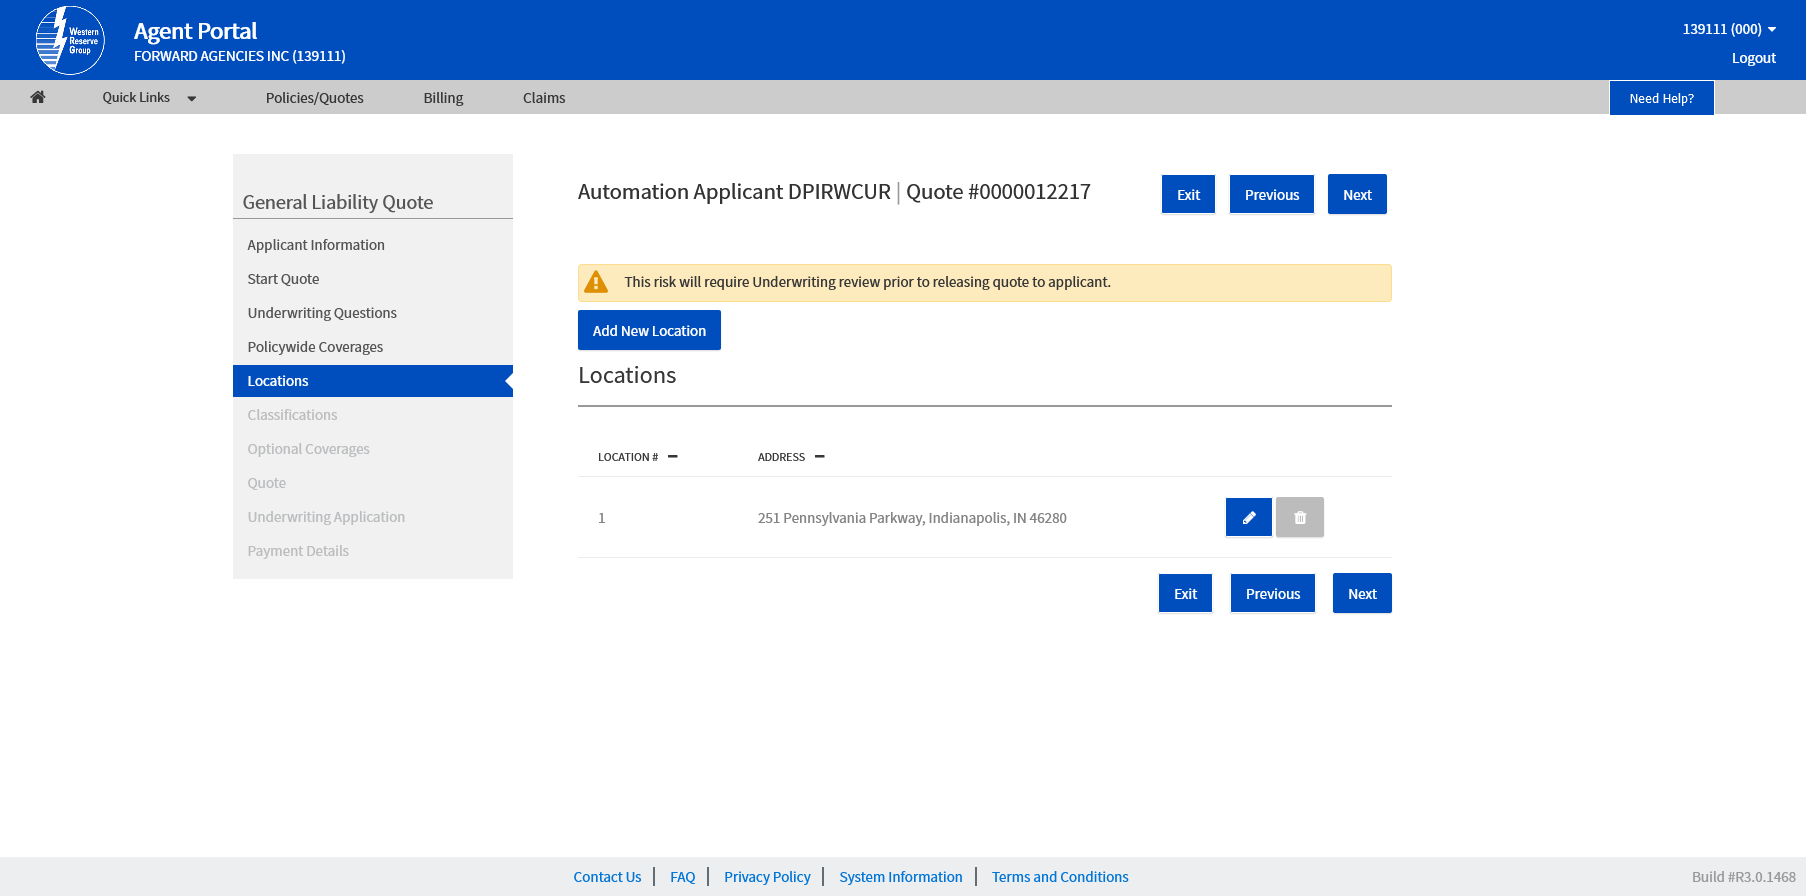 Western
Reserve
Group
Agent Portal
FORWARD AGENCIES INC (139111)
139111 (000)
Logout
Quick Links
Policies/Quotes
Billing
Claims
Need Help?
General Liability Quote
Applicant Information
Start Quote
Underwriting Questions
Policywide Coverages
Locations
Classifications
Optional Coverages
Quote
Underwriting Application
Payment Details
Automation Applicant DPIRWCUR | Quote #0000012217
Exit
Previous
Next
This risk will require Underwriting review prior to releasing quote to applicant.
Add New Location
Locations
LOCATION #
ADDRESS
1
251 Pennsylvania Parkway, Indianapolis, IN 46280
Exit
Previous
Next
Contact Us
FAQ
Privacy Policy
System Information
Terms and Conditions
Build #R3.0.1468